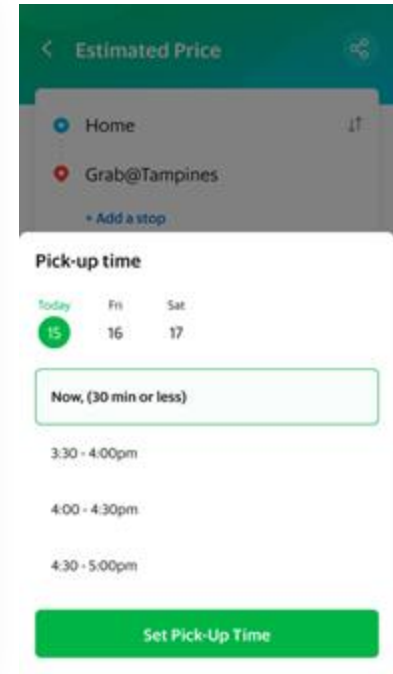 Estimated Price
Home
Grab@Tampines
+ Add a stop
Pick-up time
Today Fri Sat
15 16 17
Now, (30 min or less)
3:30 - 4:00pm
4:00 - 4:30pm
4:30 - 5:00pm
Set Pick-Up Time